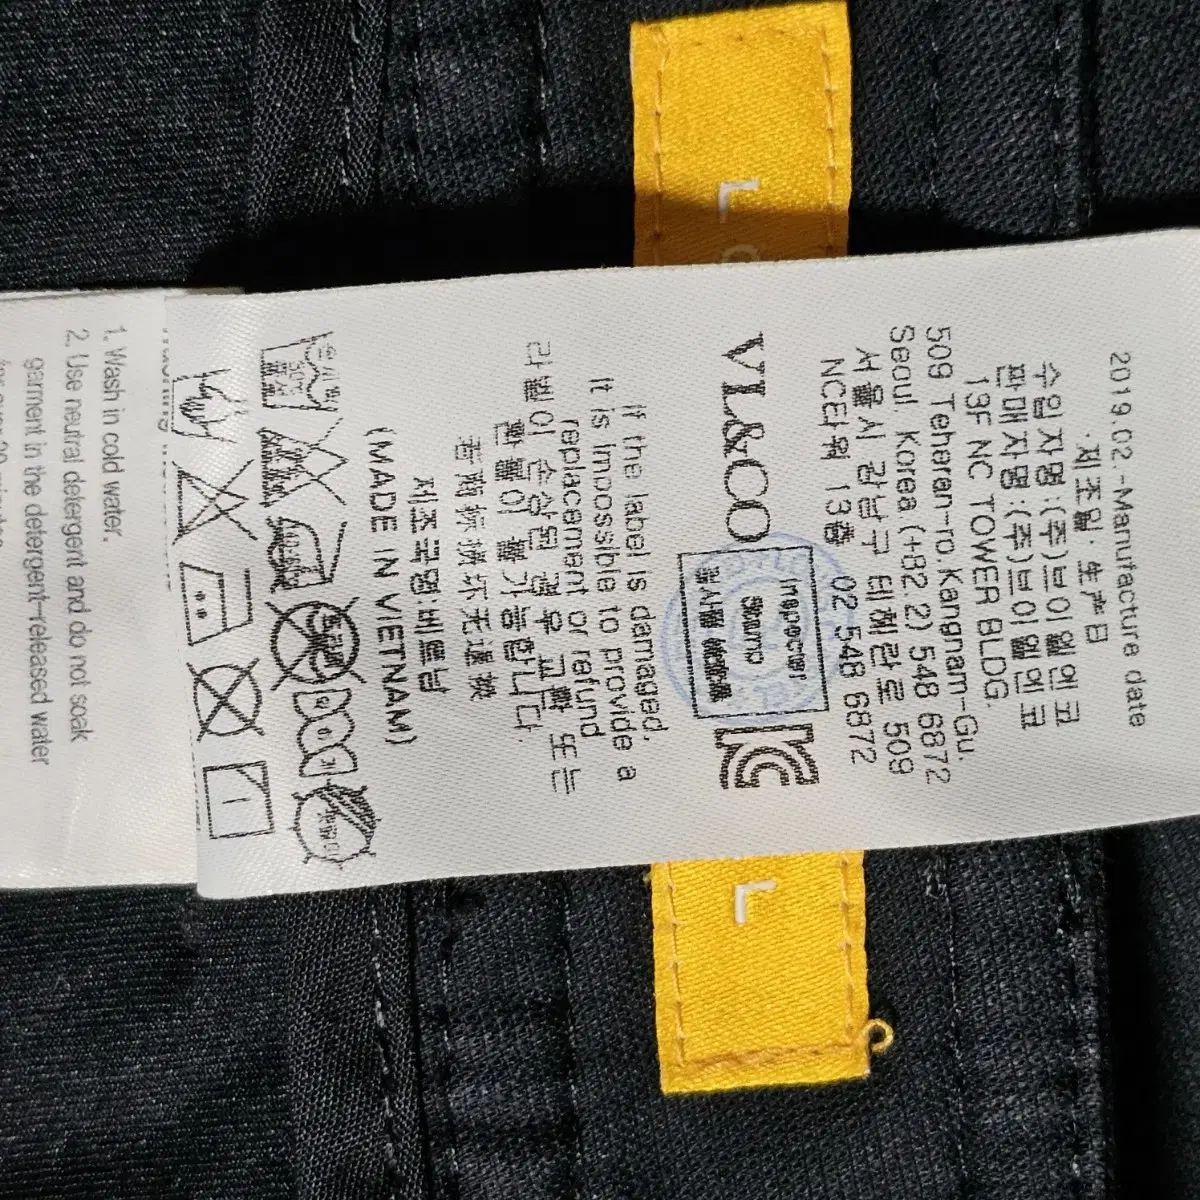 2019.02.-Manufacture date
·제조일· 生产日
수입자명:(주)브이엘엔코
판매자명:(주)브이엘엔코
13F NC TOWER BLDG.
509 Teheran-ro,Kangnam-Gu.
Seoul Korea (+82.2) 548 6872
서울시 강남구 테헤란로 509
NC타워 13층 02 548 6872
VL&CO
Inspector
Stamp
검사필
If the label is damaged.
It is impossible to provide a
replacement or refund
라벨이 손상된 경우 교환 또는
환불이 불가능합니다.
若商标损坏无退换
제조국명:베트남
(MADE IN VIETNAM)
1. Wash in cold water.
2. Use neutral detergent and do not soak
garment in the detergent-released water
L
L